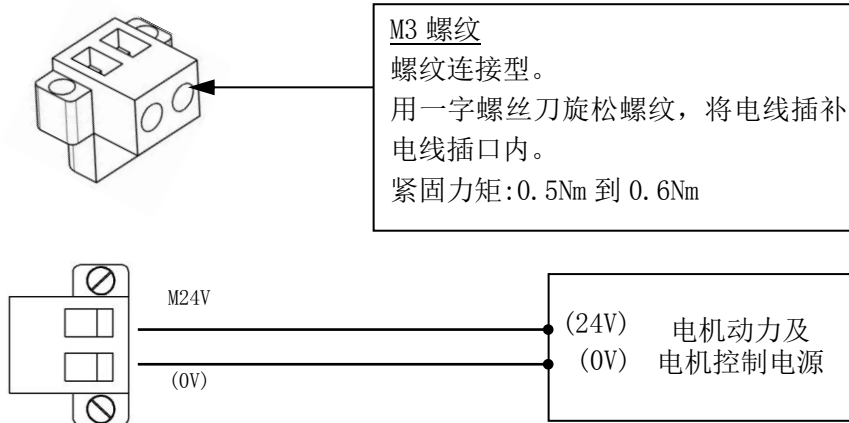 M3 螺纹
螺纹连接型。
用一字螺丝刀旋松螺纹，将电线插补
电线插口内。
紧固力矩:0.5Nm 到 0.6Nm
M24V
(24V)
电机动力及
(0V)
(0V)
电机控制电源